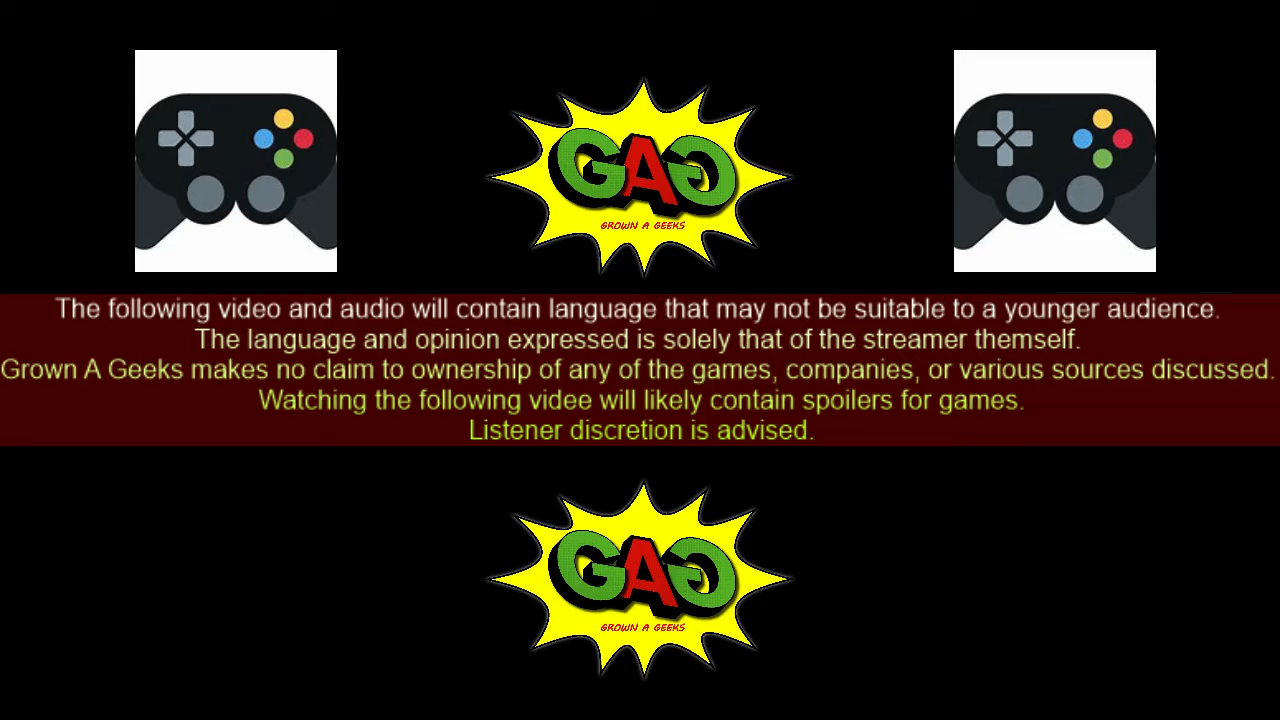 GAG
GROWN A GEEKS
The following video and audio will contain language that may not be suitable to a younger audience.
The language and opinion expressed is solely that of the streamer themself.
Grown A Geeks makes no claim to ownership of any of the games, companies, or various sources discussed.
Watching the following videe will likely contain spoilers for games.
Listener discretion is advised.
GAG
GROWN A GEEKS